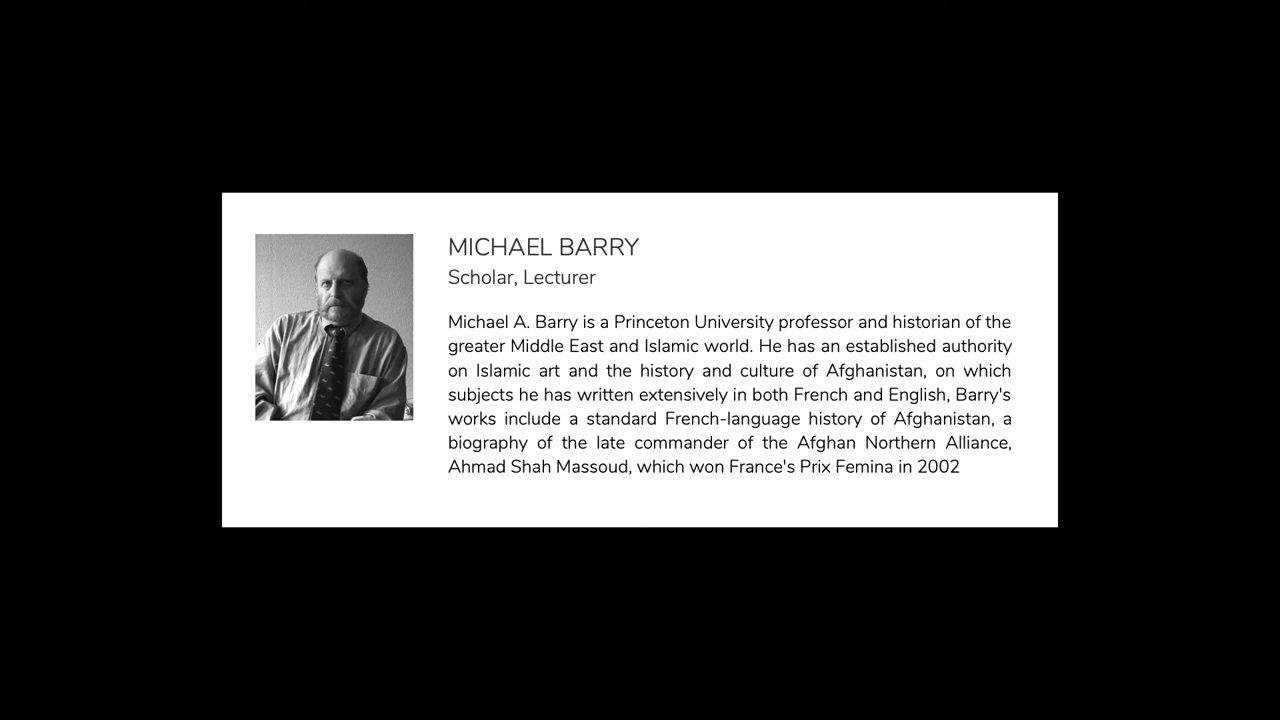 MICHAEL BARRY
Scholar, Lecturer
Michael A. Barry is a Princeton University professor and historian of the
greater Middle East and Islamic world. He has an established authority
on Islamic art and the history and culture of Afghanistan, on which
subjects he has written extensively in both French and English, Barry's
works include a standard French-language history of Afghanistan, a
biography of the late commander of the Afghan Northern Alliance,
Ahmad Shah Massoud, which won France's Prix Femina in 2002